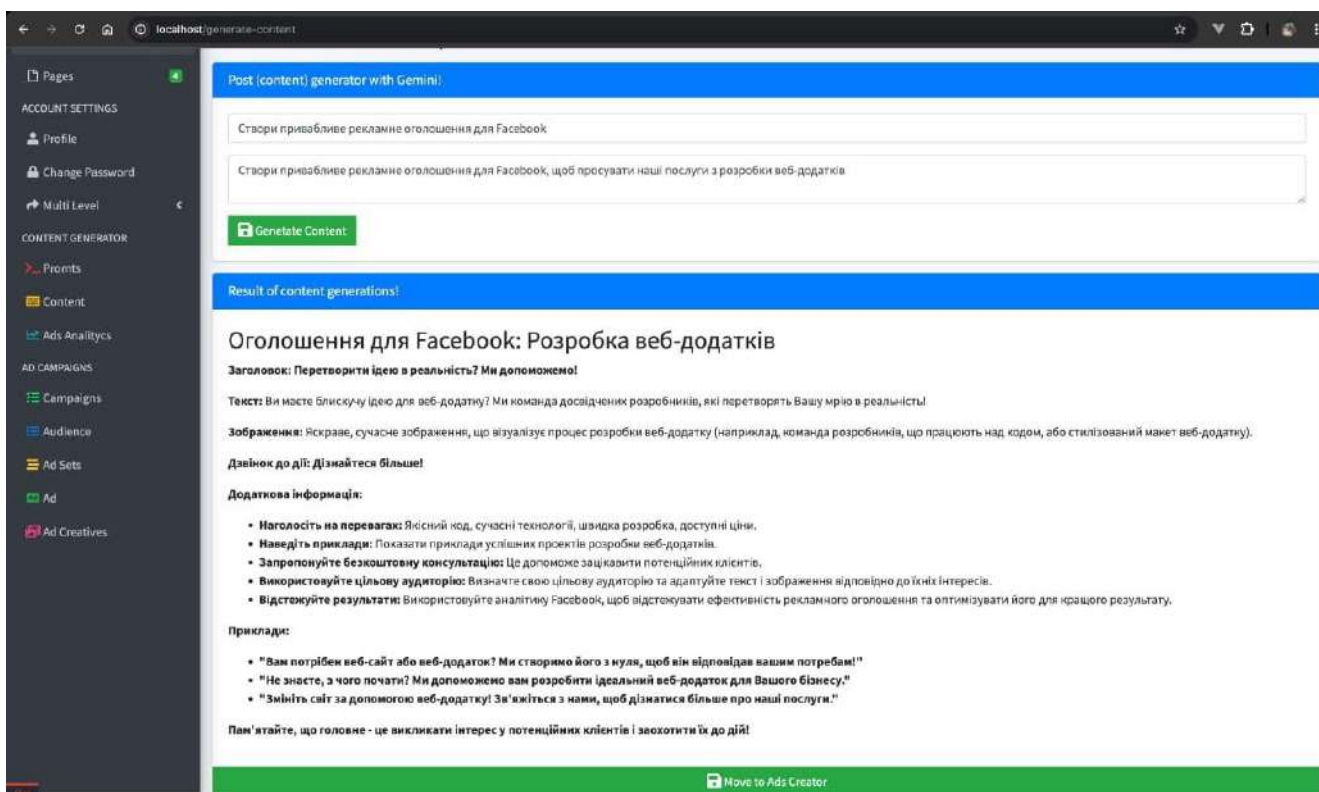 localhost/generate-content
Pages
4
ACCOUNT SETTINGS
Profile
Change Password
Multi Level
CONTENT GENERATOR
Promts
Content
Ads Analitycs
AD CAMPAIGNS
Campaigns
Audience
Ad Sets
Ad
Ad Creatives
Post (content) generator with Gemini!
Створи привабливе рекламне оголошення для Facebook
Створи привабливе рекламне оголошення для Facebook, щоб просувати наші послуги з розробки веб-додатків
Genetate Content
Result of content generations!
Оголошення для Facebook: Розробка веб-додатків
Заголовок: Перетворити ідею в реальність? Ми допоможемо!
Текст: Ви маєте блискучу ідею для веб-додатку? Ми команда досвідчених розробників, які перетворять Вашу мрію в реальність!
Зображення: Яскраве, сучасне зображення, що візуалізує процес розробки веб-додатку (наприклад, команда розробників, що працюють над кодом, або стилізований макет веб-додатку).
Дзвінок до дії: Дізнайтеся більше!
Додаткова інформація:
• Наголосіть на перевагах: Якісний код, сучасні технології, швидка розробка, доступні ціни.
• Наведіть приклади: Показати приклади успішних проектів розробки веб-додатків.
• Запропонуйте безкоштовну консультацію: Це допоможе зацікавити потенційних клієнтів.
• Використовуйте цільову аудиторію: Визначте свою цільову аудиторію та адаптуйте текст і зображення відповідно до їхніх інтересів.
• Відстежуйте результати: Використовуйте аналітику Facebook, щоб відстежувати ефективність рекламного оголошення та оптимізувати його для кращого результату.
Приклади:
• "Вам потрібен веб-сайт або веб-додаток? Ми створимо його з нуля, щоб він відповідав вашим потребам!"
• "Не знаєте, з чого почати? Ми допоможемо вам розробити ідеальний веб-додаток для Вашого бізнесу."
• "Змініть світ за допомогою веб-додатку! Зв'яжіться з нами, щоб дізнатися більше про наші послуги."
Пам'ятайте, що головне - це викликати інтерес у потенційних клієнтів і заохотити їх до дій!
Move to Ads Creator